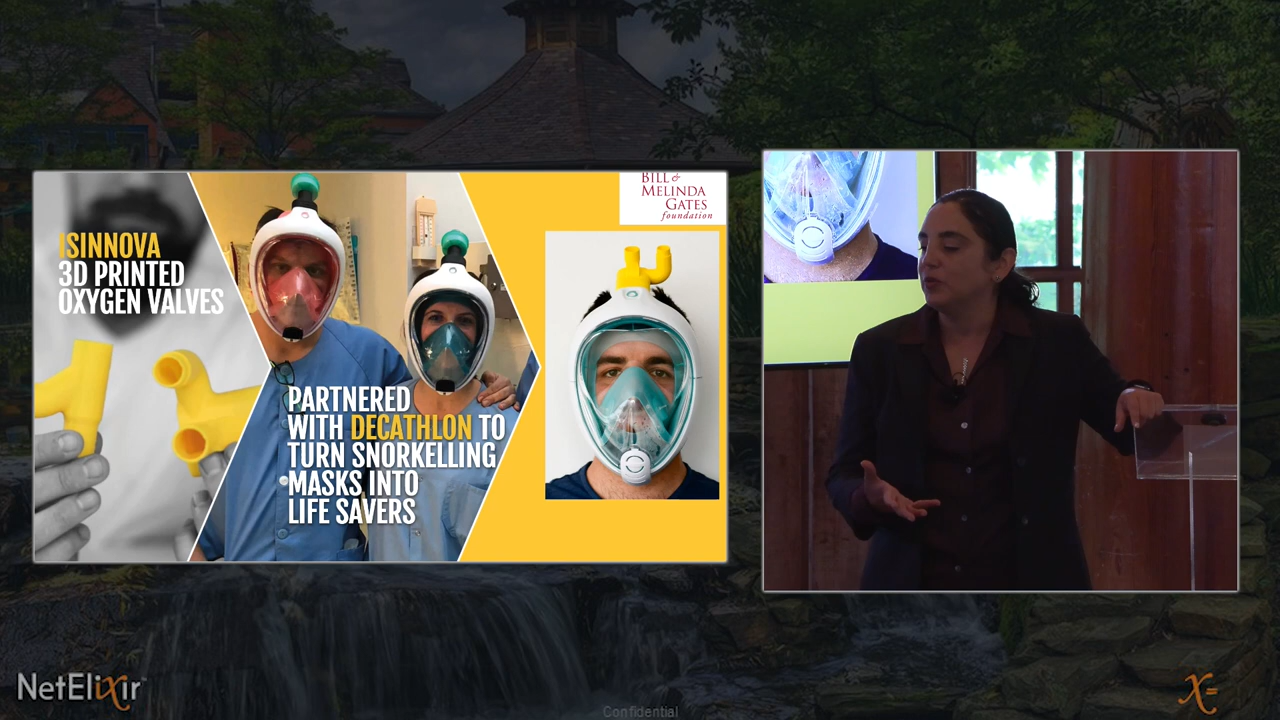 ISINNOVA
3D PRINTED
OXYGEN VALVES
PARTNERED
WITH DECATHLON TO
TURN SNORKELLING
MASKS INTO
LIFE SAVERS
BILL &
MELINDA
GATES
foundation
NetElixir
X=
Confidential